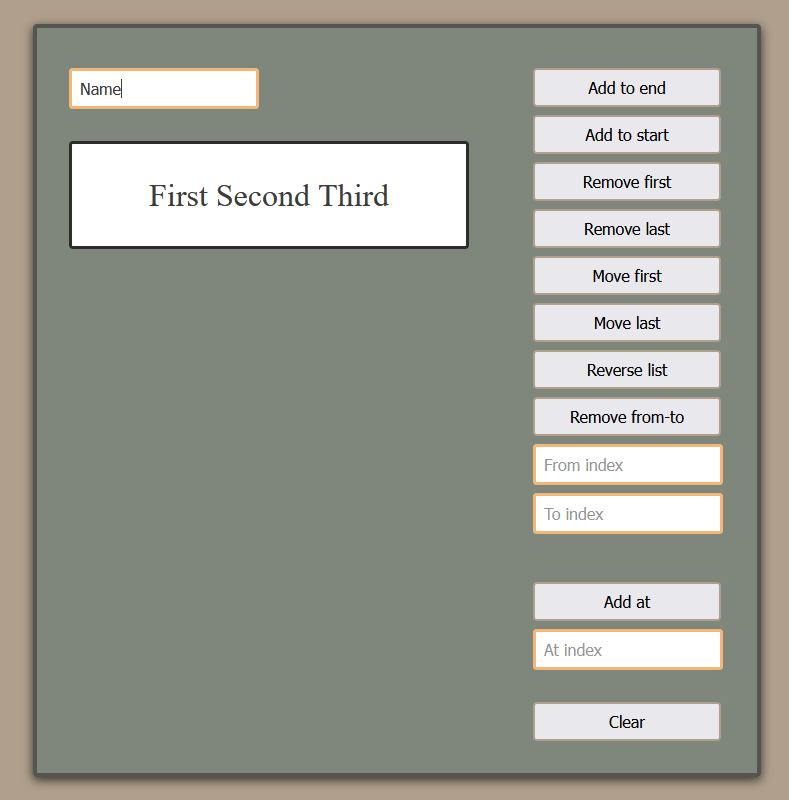 Name
First Second Third
Add to end
Add to start
Remove first
Remove last
Move first
Move last
Reverse list
Remove from-to
From index
To index
Add at
At index
Clear